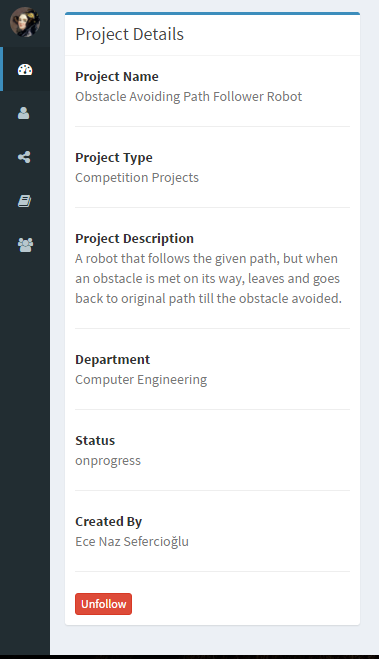 Project Details
Project Name
Obstacle Avoiding Path Follower Robot
Project Type
Competition Projects
Project Description
A robot that follows the given path, but when
an obstacle is met on its way, leaves and goes
back to original path till the obstacle avoided.
Department
Computer Engineering
Status
onprogress
Created By
Ece Naz Sefercioğlu
Unfollow